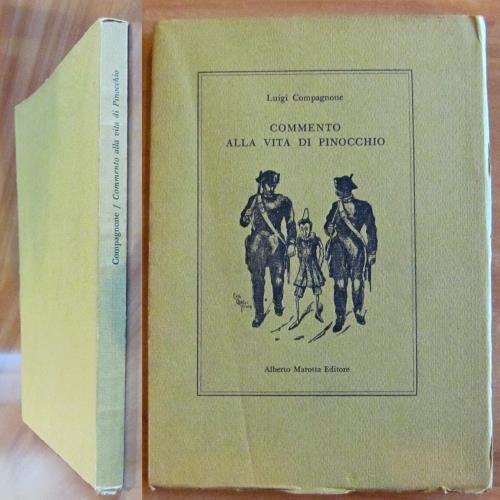 Compagnone / Commento alla vita di Pinocchio
Luigi Compagnone
COMMENTO
ALLA VITA DI PINOCCHIO
Alberto Marotta Editore